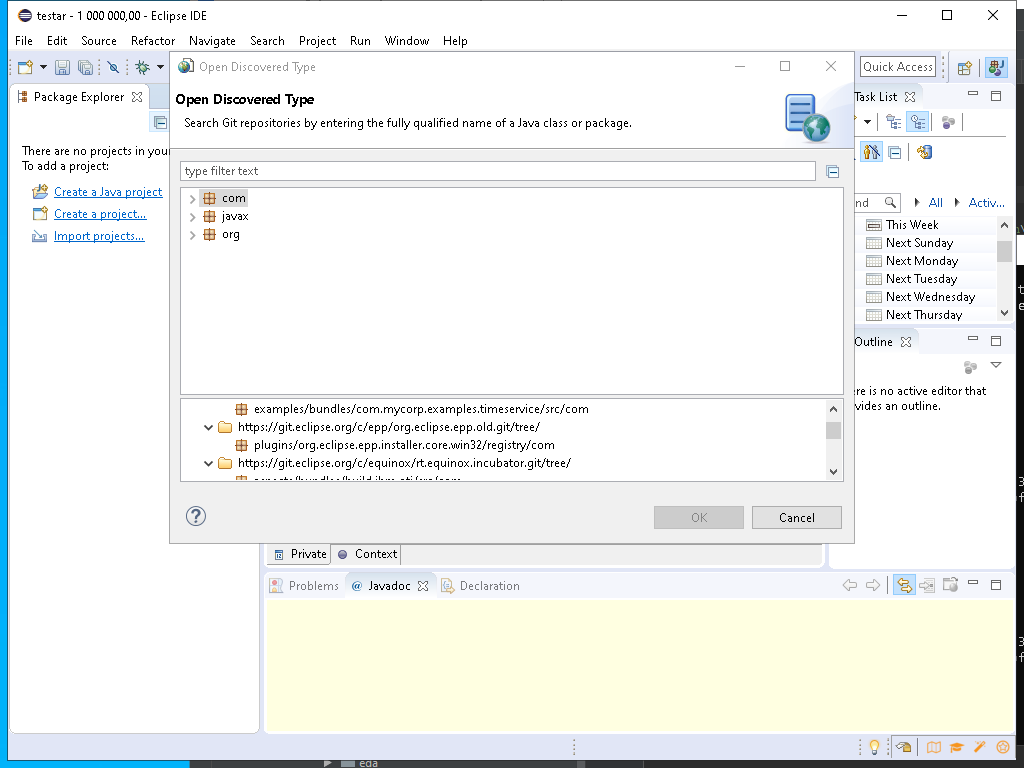 testar - 1 000 000,00 - Eclipse IDE
File Edit Source Refactor Navigate Search Project Run Window Help
Open Discovered Type
Quick Access
Package Explorer
Open Discovered Type
Task List
Search Git repositories by entering the fully qualified name of a Java class or package.
There are no projects in your
To add a project:
type filter text
Create a Java project
com
nd All Activ...
Create a project...
javax
This Week
Import projects...
org
Next Sunday
Next Monday
Next Tuesday
Next Wednesday
Next Thursday
Outline
ere is no active editor that
vides an outline.
examples/bundles/com.mycorp.examples.timeservice/src/com
https://git.eclipse.org/c/epp/org.eclipse.epp.old.git/tree/
plugins/org.eclipse.epp.installer.core.win32/registry/com
https://git.eclipse.org/c/equinox/rt.equinox.incubator.git/tree/
OK Cancel
Private Context
Problems @ Javadoc Declaration
eda